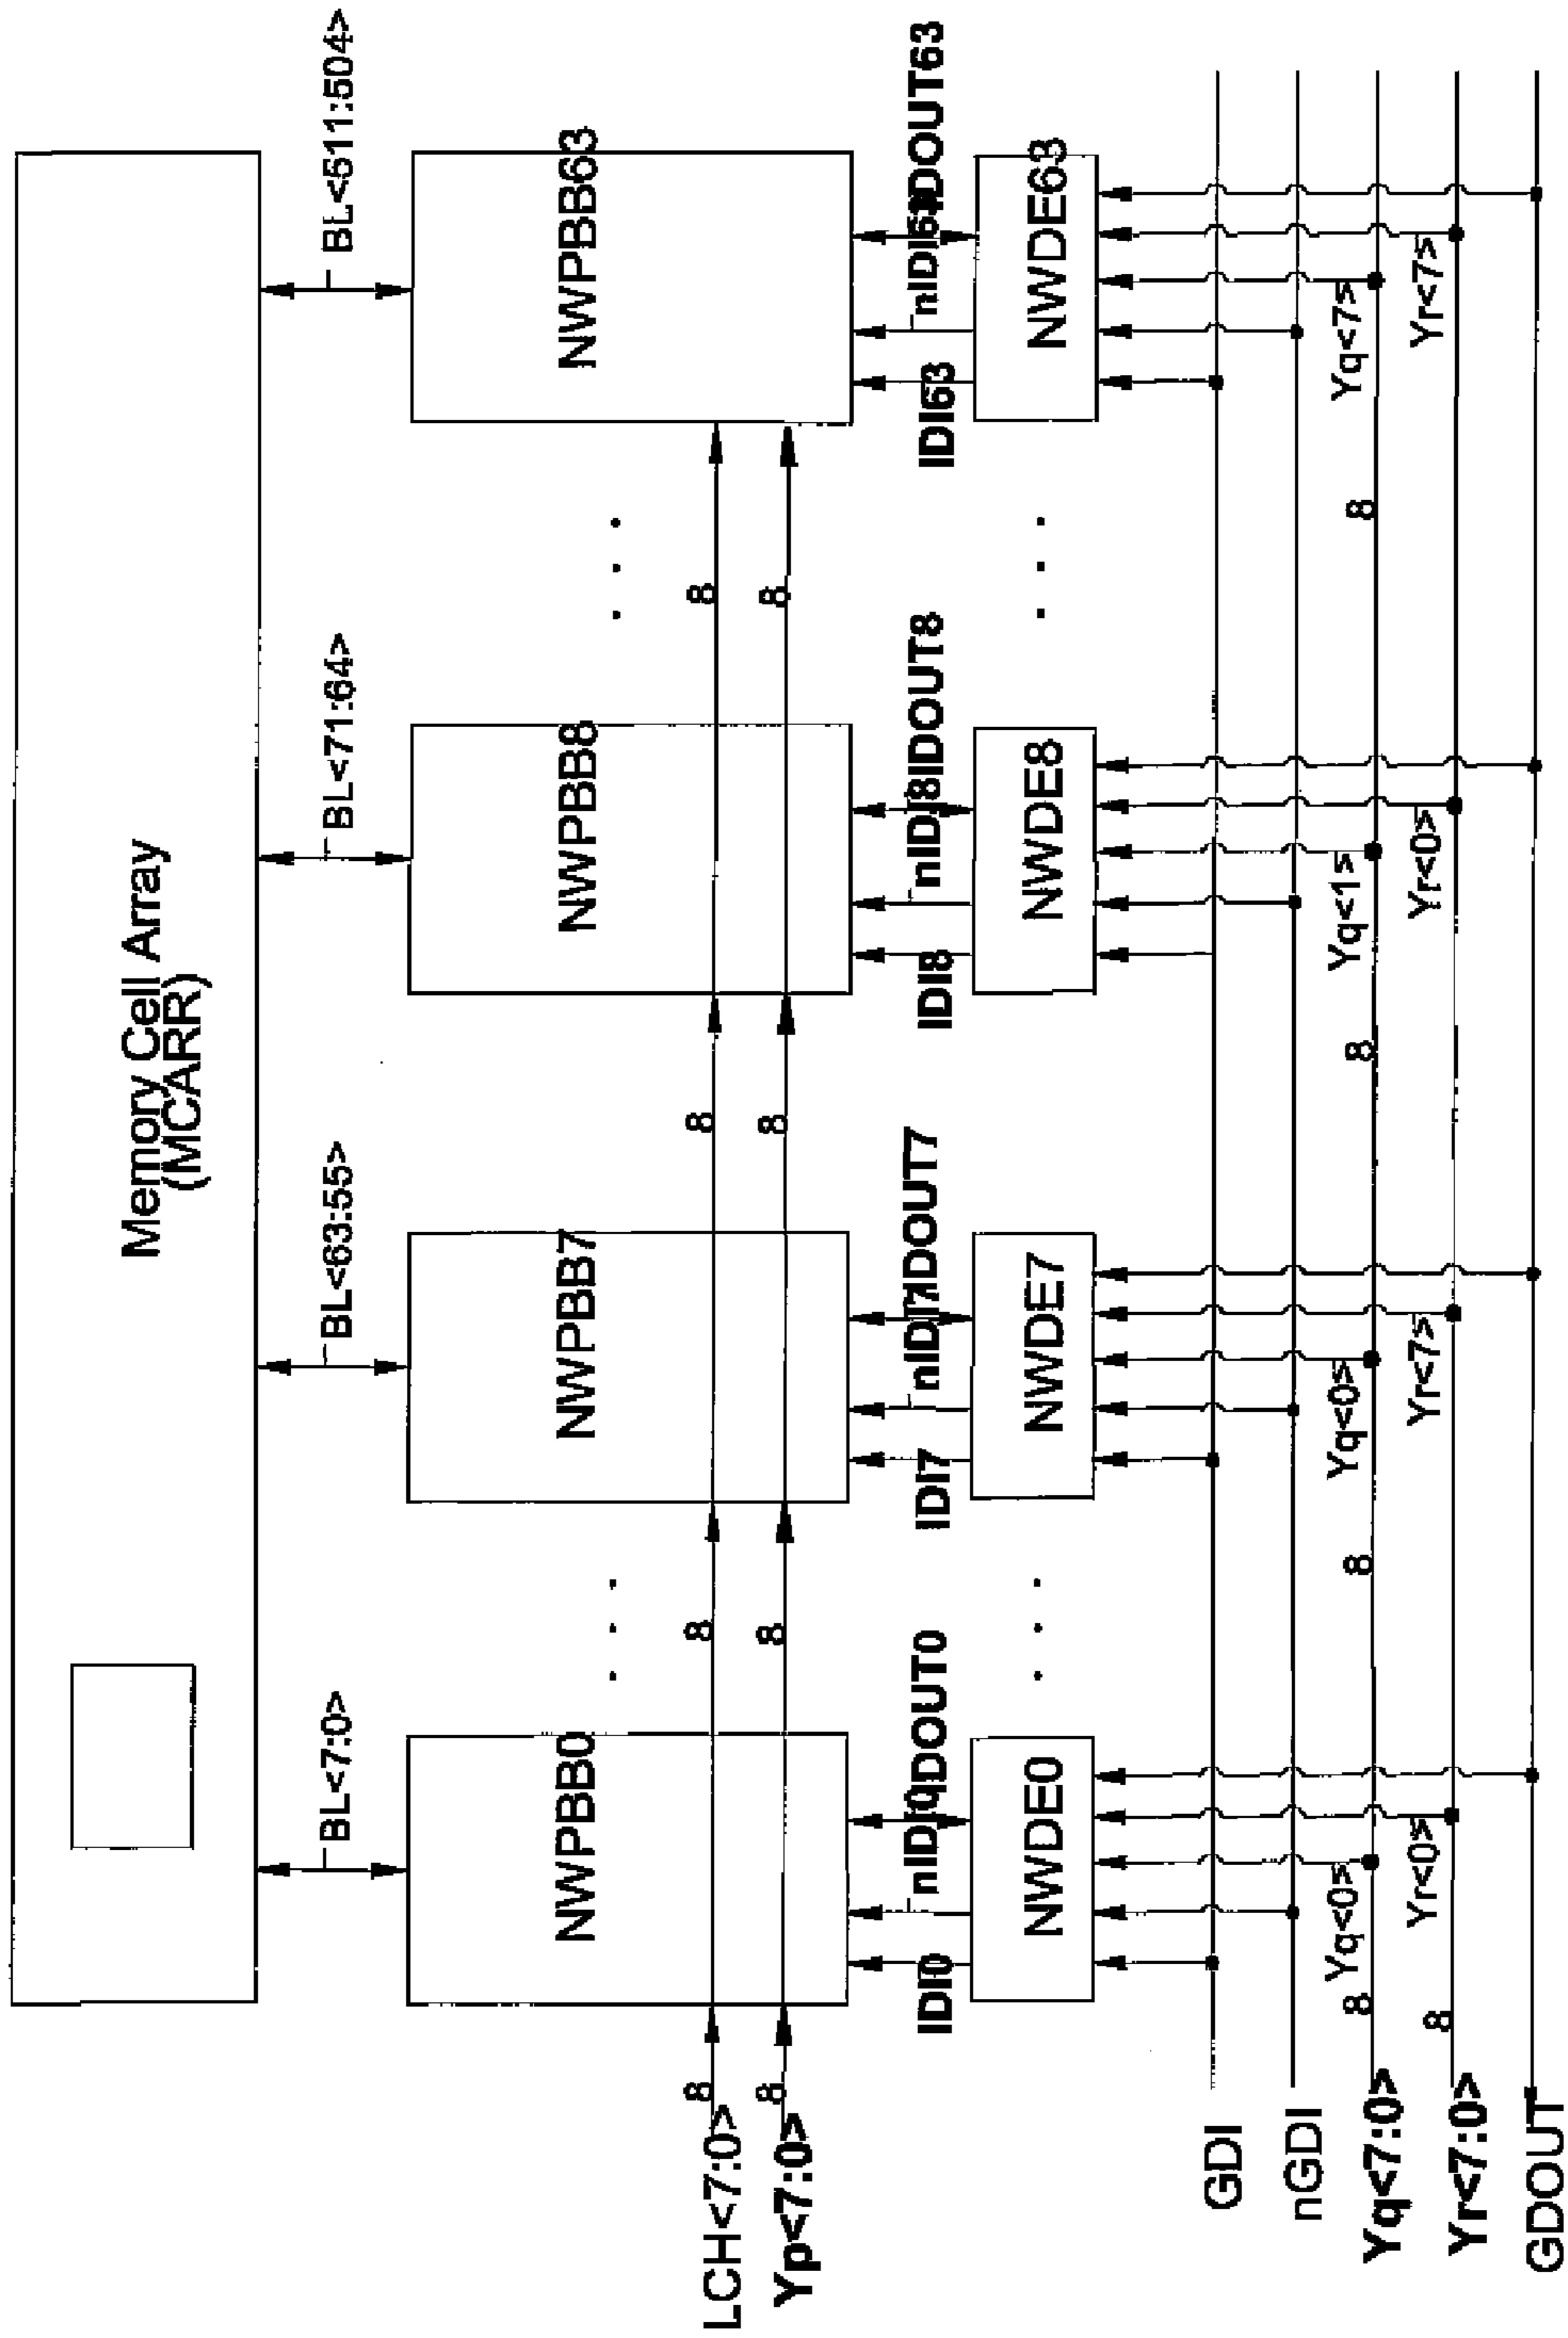 Memory Cell Array
(MCARR)
BL<7:0>
BL<63:55>
BL<71:64>
BL<511:504>
NWPBB0
NWPBB7
NWPBB8
NWPBB63
LCH<7:0>
8
8
8
8
Yp<7:0>
8
8
8
8
IDI0
nIDI0
IDOUT0
IDI7
nIDI7
IDOUT7
IDI8
nIDI8
IDOUT8
IDI63
nIDI63
IDOUT63
NWDE0
NWDE7
NWDE8
NWDE63
GDI
nGDI
Yq<0>
Yq<0>
Yq<1>
Yq<7>
Yq<7:0>
8
8
8
8
Yr<0>
Yr<7>
Yr<0>
Yr<7>
Yr<7:0>
8
GDOUT